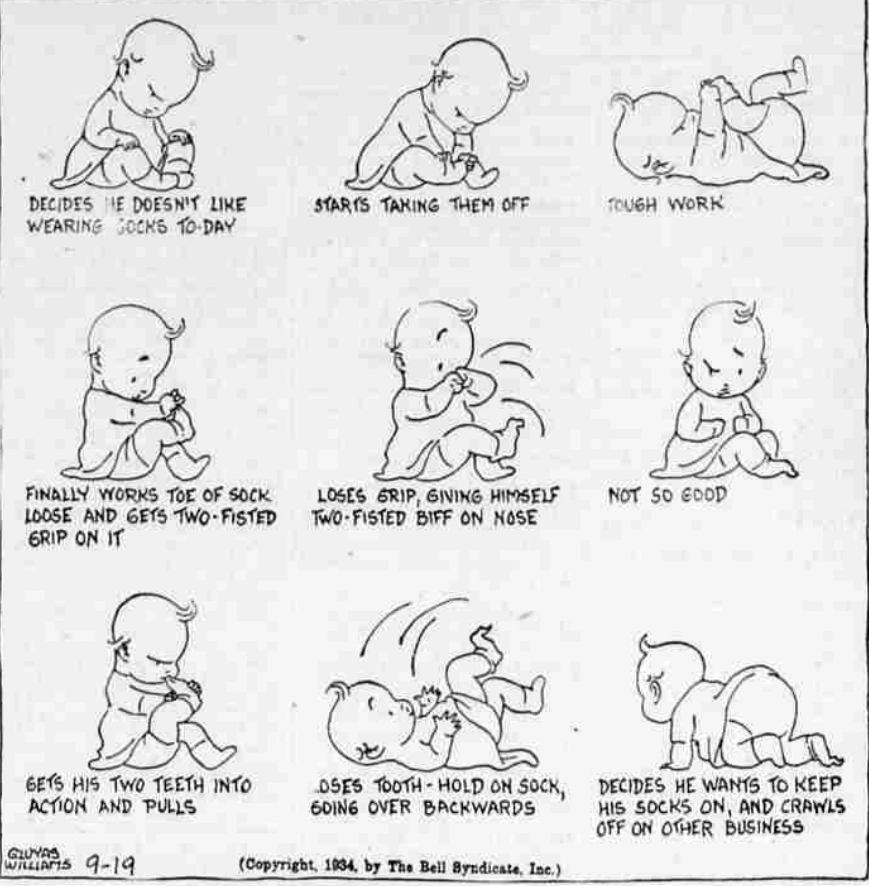 DECIDES HE DOESN'T LIKE
WEARING SOCKS TO-DAY
STARTS TAKING THEM OFF
TOUGH WORK
FINALLY WORKS TOE OF SOCK
LOOSE AND GETS TWO-FISTED
GRIP ON IT
LOSES GRIP, GIVING HIMSELF
TWO-FISTED BIFF ON NOSE
NOT SO GOOD
GETS HIS TWO TEETH INTO
ACTION AND PULLS
LOSES TOOTH-HOLD ON SOCK,
GOING OVER BACKWARDS
DECIDES HE WANTS TO KEEP
HIS SOCKS ON, AND CRAWLS
OFF ON OTHER BUSINESS
GLUYAS
WILLIAMS 9-19
(Copyright, 1934, by The Bell Syndicate, Inc.)